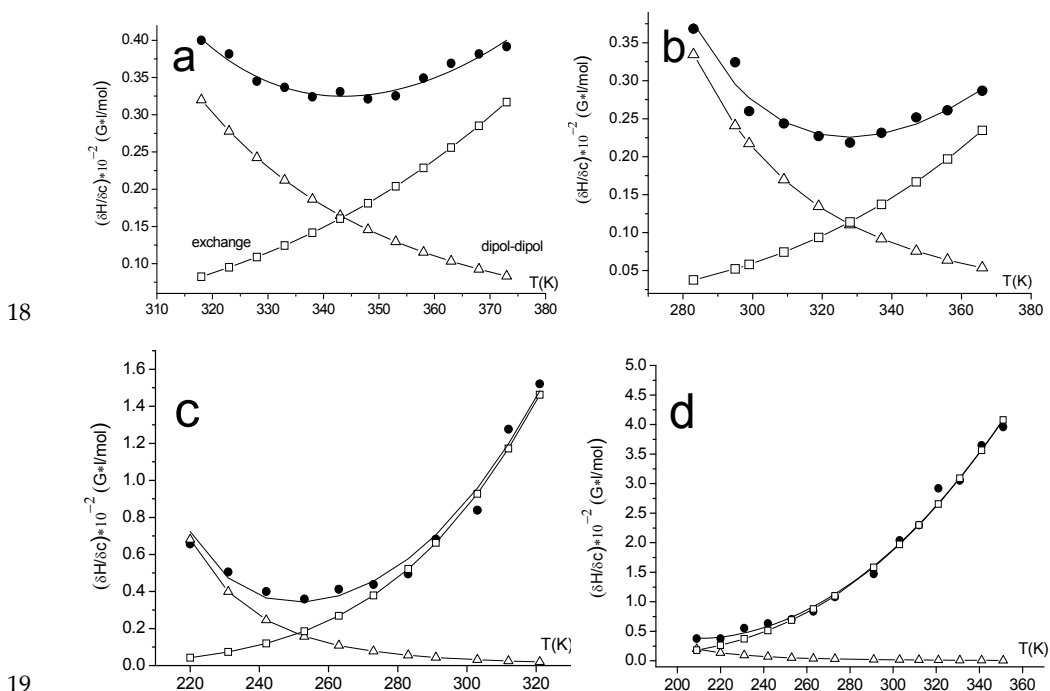 a
(δH/δc)*10⁻² (G*l/mol)
0.40
0.35
0.30
0.25
0.20
0.15
0.10
exchange
dipol-dipol
T(K)
310 320 330 340 350 360 370 380
b
(δH/δc)*10⁻² (G*l/mol)
0.35
0.30
0.25
0.20
0.15
0.10
0.05
T(K)
280 300 320 340 360 380
18
c
(δH/δc)*10⁻² (G*l/mol)
1.6
1.4
1.2
1.0
0.8
0.6
0.4
0.2
0.0
T(K)
220 240 260 280 300 320
d
(δH/δc)*10⁻² (G*l/mol)
5.0
4.5
4.0
3.5
3.0
2.5
2.0
1.5
1.0
0.5
0.0
T(K)
200 220 240 260 280 300 320 340 360
19